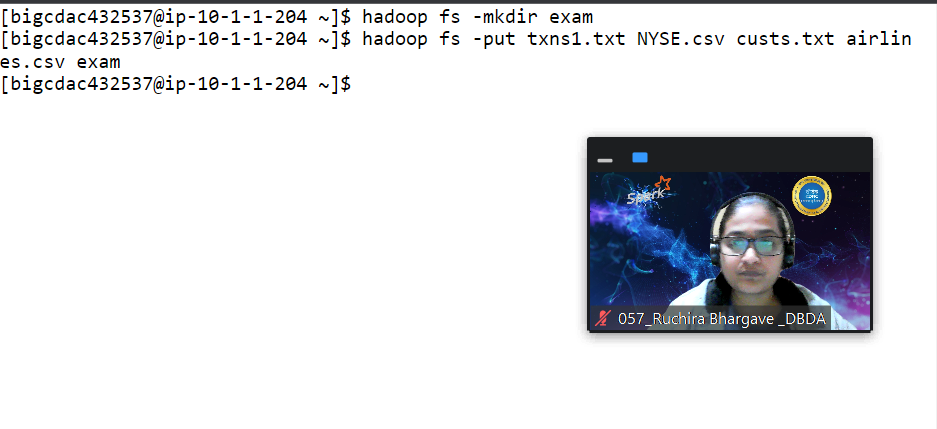 [bigcdac432537@ip-10-1-1-204 ~]$ hadoop fs -mkdir exam
[bigcdac432537@ip-10-1-1-204 ~]$ hadoop fs -put txns1.txt NYSE.csv custs.txt airlin
es.csv exam
[bigcdac432537@ip-10-1-1-204 ~]$
Spark
057_Ruchira Bhargave _DBDA